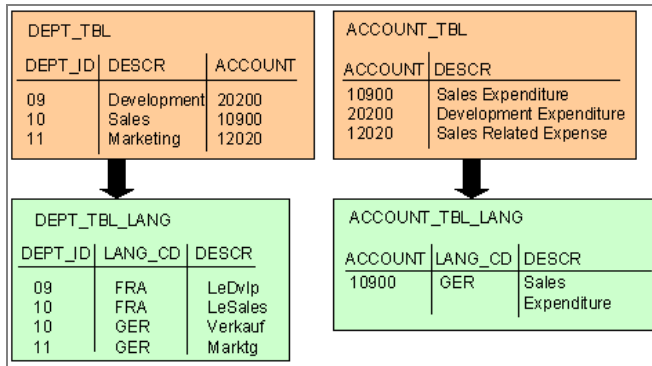 DEPT_TBL
DEPT_ID DESCR ACCOUNT
09 Development 20200
10 Sales 10900
11 Marketing 12020
ACCOUNT_TBL
ACCOUNT DESCR
10900 Sales Expenditure
20200 Development Expenditure
12020 Sales Related Expense
DEPT_TBL_LANG
DEPT_ID LANG_CD DESCR
09 FRA LeDvlp
10 FRA LeSales
10 GER Verkauf
11 GER Marktg
ACCOUNT_TBL_LANG
ACCOUNT LANG_CD DESCR
10900 GER Sales
Expenditure